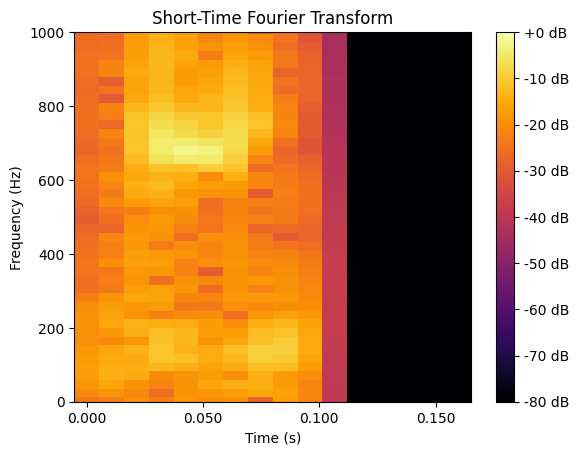 Short-Time Fourier Transform
1000
800
600
400
200
0
Frequency (Hz)
0.000
0.050
0.100
0.150
Time (s)
+0 dB
-10 dB
-20 dB
-30 dB
-40 dB
-50 dB
-60 dB
-70 dB
-80 dB